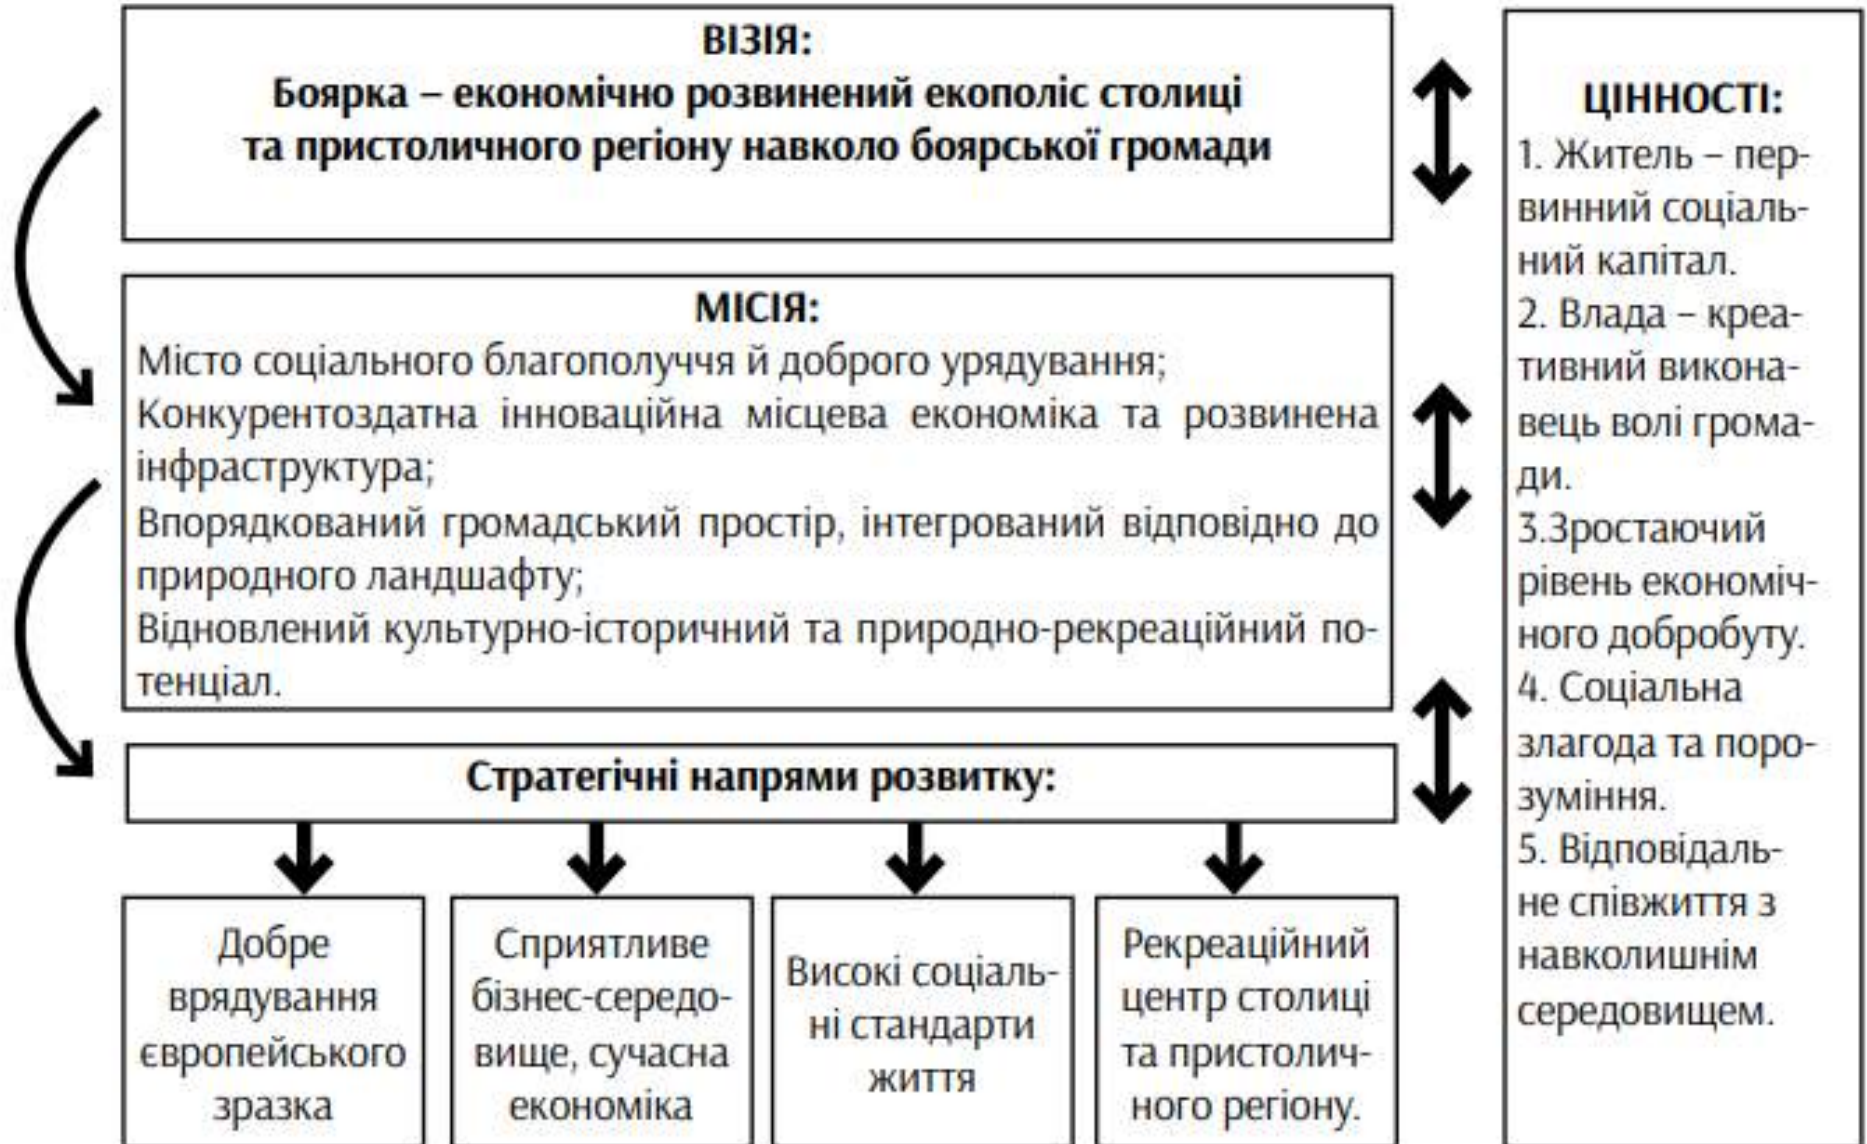 ВІЗІЯ:
Боярка – економічно розвинений екополіс столиці
та пристоличного регіону навколо боярської громади
МІСІЯ:
Місто соціального благополуччя й доброго урядування;
Конкурентоздатна інноваційна місцева економіка та розвинена
інфраструктура;
Впорядкований громадський простір, інтегрований відповідно до
природного ландшафту;
Відновлений культурно-історичний та природно-рекреаційний по-
тенціал.
Стратегічні напрями розвитку:
Добре
врядування
європейського
зразка
Сприятливе
бізнес-середо-
вище, сучасна
економіка
Високі соціаль-
ні стандарти
життя
Рекреаційний
центр столиці
та пристолич-
ного регіону.
ЦІННОСТІ:
1. Житель – пер-
винний соціаль-
ний капітал.
2. Влада – креа-
тивний викона-
вець волі грома-
ди.
3.Зростаючий
рівень економіч-
ного добробуту.
4. Соціальна
злагода та поро-
зуміння.
5. Відповідаль-
не співжиття з
навколишнім
середовищем.